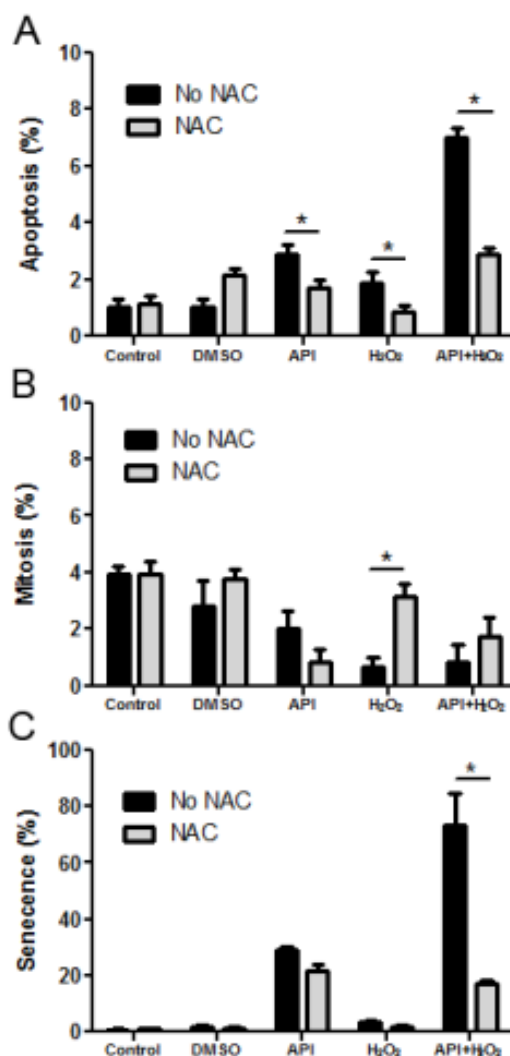 A
Apoptosis (%)
10
8
6
4
2
0
No NAC
NAC
*
*
*
Control DMSO API H₂O₂ API+H₂O₂
B
Mitosis (%)
10
8
6
4
2
0
No NAC
NAC
*
Control DMSO API H₂O₂ API+H₂O₂
C
Senecence (%)
100
80
60
40
20
0
No NAC
NAC
*
Control DMSO API H₂O₂ API+H₂O₂